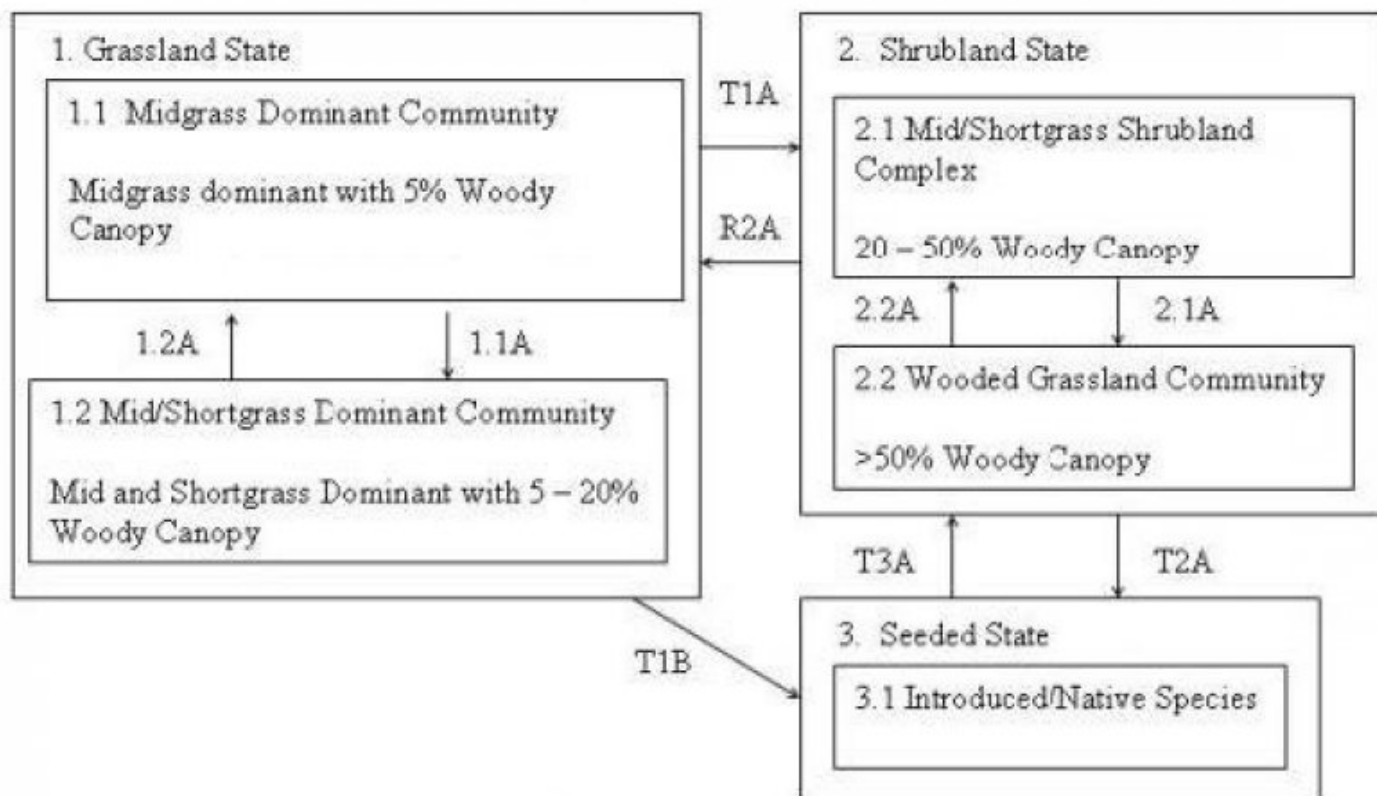 1. Grassland State
1.1 Midgrass Dominant Community
Midgrass dominant with 5% Woody
Canopy
1.2A
1.1A
1.2 Mid/Shortgrass Dominant Community
Mid and Shortgrass Dominant with 5 – 20%
Woody Canopy
T1A
R2A
T1B
2. Shrubland State
2.1 Mid/Shortgrass Shrubland
Complex
20 – 50% Woody Canopy
2.2A
2.1A
2.2 Wooded Grassland Community
>50% Woody Canopy
T3A
T2A
3. Seeded State
3.1 Introduced/Native Species